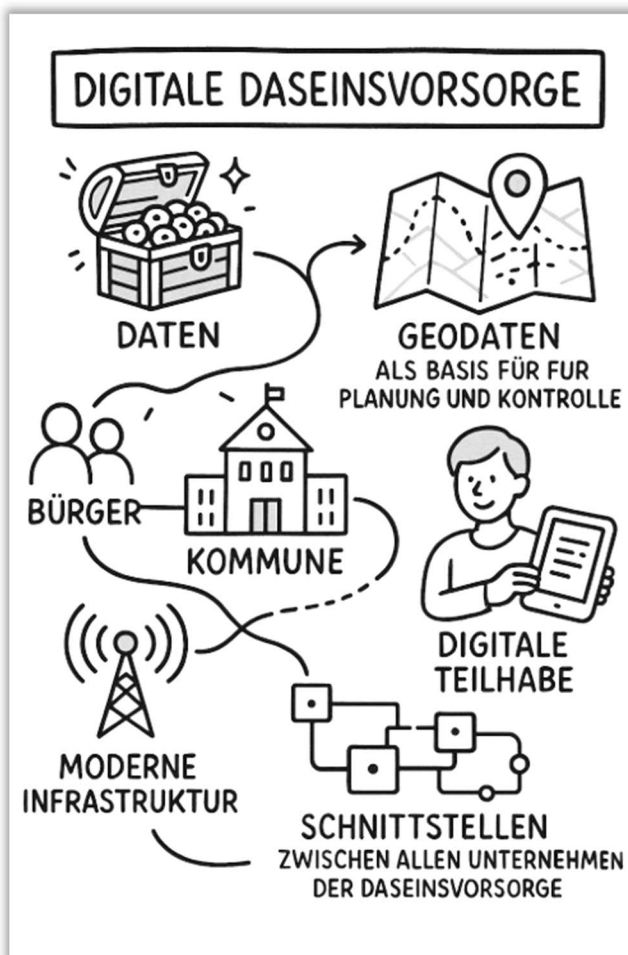 DIGITALE DASEINSVORSORGE
DATEN
GEODATEN
ALS BASIS FÜR FUR
PLANUNG UND KONTROLLE
BÜRGER
KOMMUNE
DIGITALE
TEILHABE
MODERNE
INFRASTRUKTUR
SCHNITTSTELLEN
ZWISCHEN ALLEN UNTERNEHMEN
DER DASEINSVORSORGE